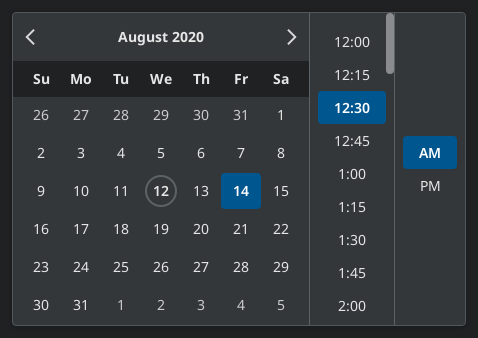 August 2020
Su Mo Tu We Th Fr Sa
26 27 28 29 30 31 1
2 3 4 5 6 7 8
9 10 11 12 13 14 15
16 17 18 19 20 21 22
23 24 25 26 27 28 29
30 31 1 2 3 4 5
12:00
12:15
12:30
12:45
1:00
1:15
1:30
1:45
2:00
AM
PM